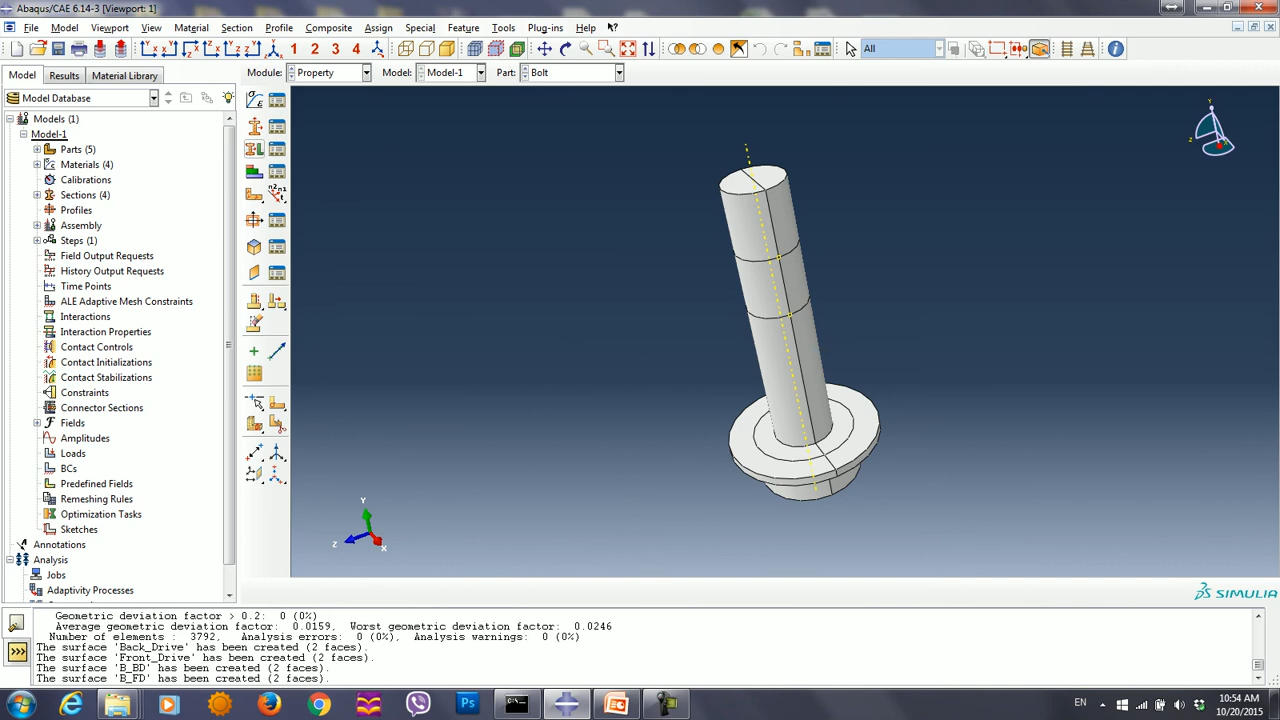 Abaqus/CAE 6.14-3 [Viewport: 1]
File Model Viewport View Material Section Profile Composite Assign Special Feature Tools Plug-ins Help
1 2 3 4 All
Model Results Material Library Module: Property Model: Model-1 Part: Bolt
Model Database
Models (1)
Model-1
Parts (5)
Materials (4)
Calibrations
Sections (4)
Profiles
Assembly
Steps (1)
Field Output Requests
History Output Requests
Time Points
ALE Adaptive Mesh Constraints
Interactions
Interaction Properties
Contact Controls
Contact Initializations
Contact Stabilizations
Constraints
Connector Sections
Fields
Amplitudes
Loads
BCs
Predefined Fields
Remeshing Rules
Optimization Tasks
Sketches
Annotations
Analysis
Jobs
Adaptivity Processes
Y
Z
X
Y
Z
SIMULIA
Geometric deviation factor > 0.2: 0 (0%)
Average geometric deviation factor: 0.0159, Worst geometric deviation factor: 0.0246
Number of elements : 3792, Analysis errors: 0 (0%), Analysis warnings: 0 (0%)
The surface 'Back_Drive' has been created (2 faces).
The surface 'Front_Drive' has been created (2 faces).
The surface 'B_BD' has been created (2 faces).
The surface 'B_FD' has been created (2 faces).
>>>
Ps
EN
10:54 AM
10/20/2015